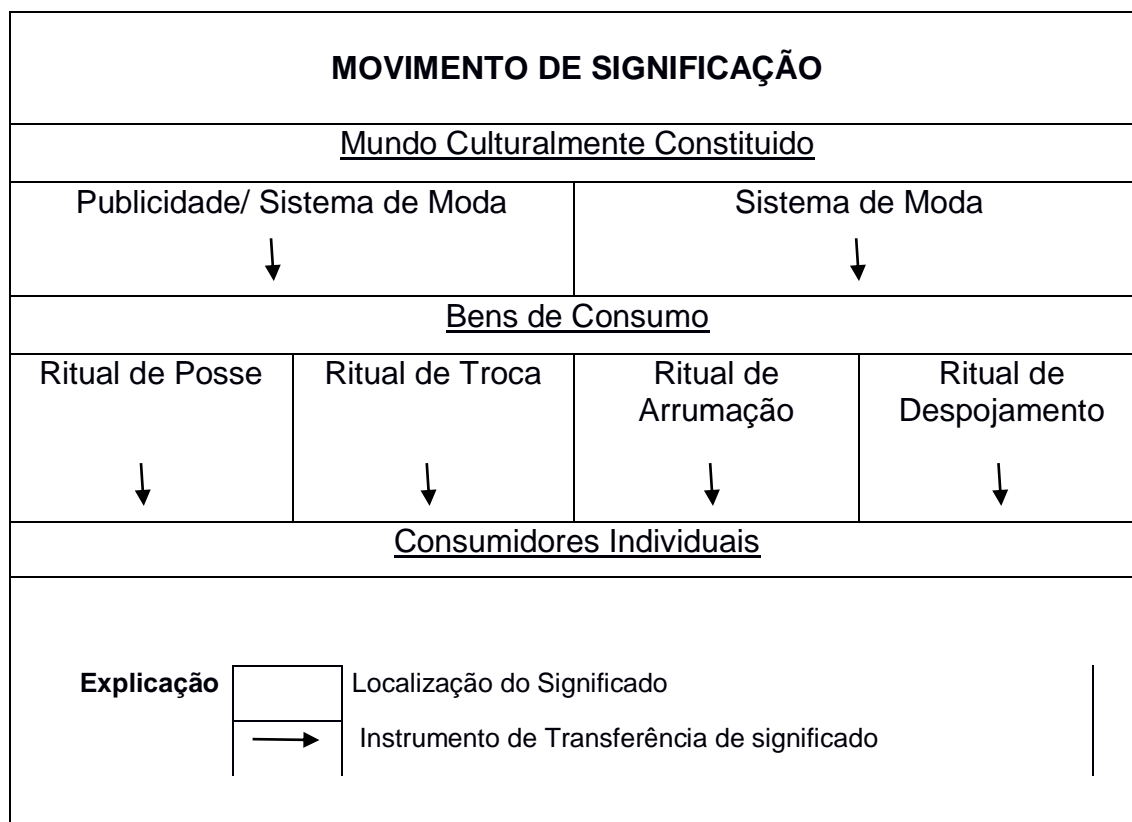 MOVIMENTO DE SIGNIFICAÇÃO
Mundo Culturalmente Constituido
Publicidade/ Sistema de Moda
Sistema de Moda
Bens de Consumo
Ritual de Posse
Ritual de Troca
Ritual de
Arrumação
Ritual de
Despojamento
Consumidores Individuais
Explicação
Localização do Significado
Instrumento de Transferência de significado